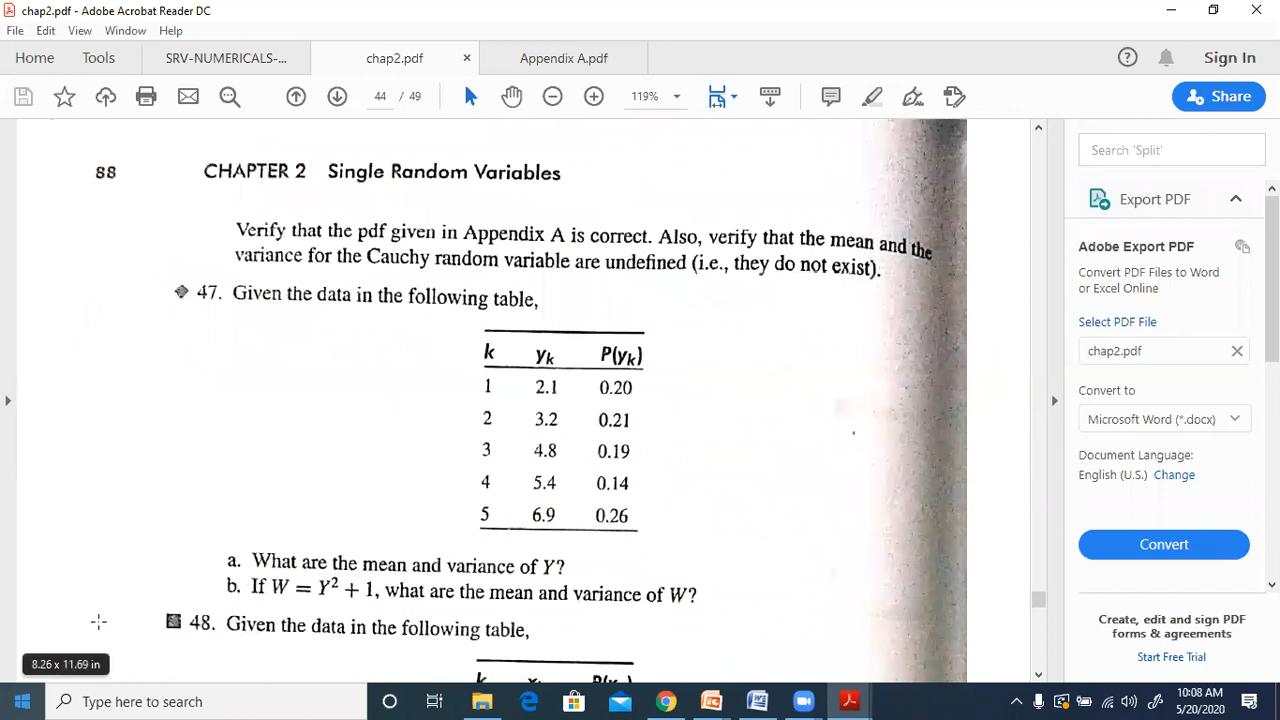 chap2.pdf - Adobe Acrobat Reader DC
File Edit View Window Help
Home Tools SRV-NUMERICALS-... chap2.pdf × Appendix A.pdf Sign In
44 / 49 119% Share
88 CHAPTER 2 Single Random Variables
Verify that the pdf given in Appendix A is correct. Also, verify that the mean and the
variance for the Cauchy random variable are undefined (i.e., they do not exist).
47. Given the data in the following table,
k yk P(yk)
1 2.1 0.20
2 3.2 0.21
3 4.8 0.19
4 5.4 0.14
5 6.9 0.26
a. What are the mean and variance of Y?
b. If W = Y² + 1, what are the mean and variance of W?
48. Given the data in the following table,
8.26 x 11.69 in
Search 'Split'
Export PDF
Adobe Export PDF
Convert PDF Files to Word
or Excel Online
Select PDF File
chap2.pdf
Convert to
Microsoft Word (*.docx)
Document Language:
English (U.S.) Change
Convert
Create, edit and sign PDF
forms & agreements
Start Free Trial
Type here to search
10:08 AM
5/20/2020